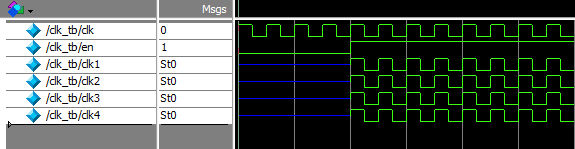 Msgs
/clk_tb/clk 0
/clk_tb/en 1
/clk_tb/clk1 St0
/clk_tb/clk2 St0
/clk_tb/clk3 St0
/clk_tb/clk4 St0